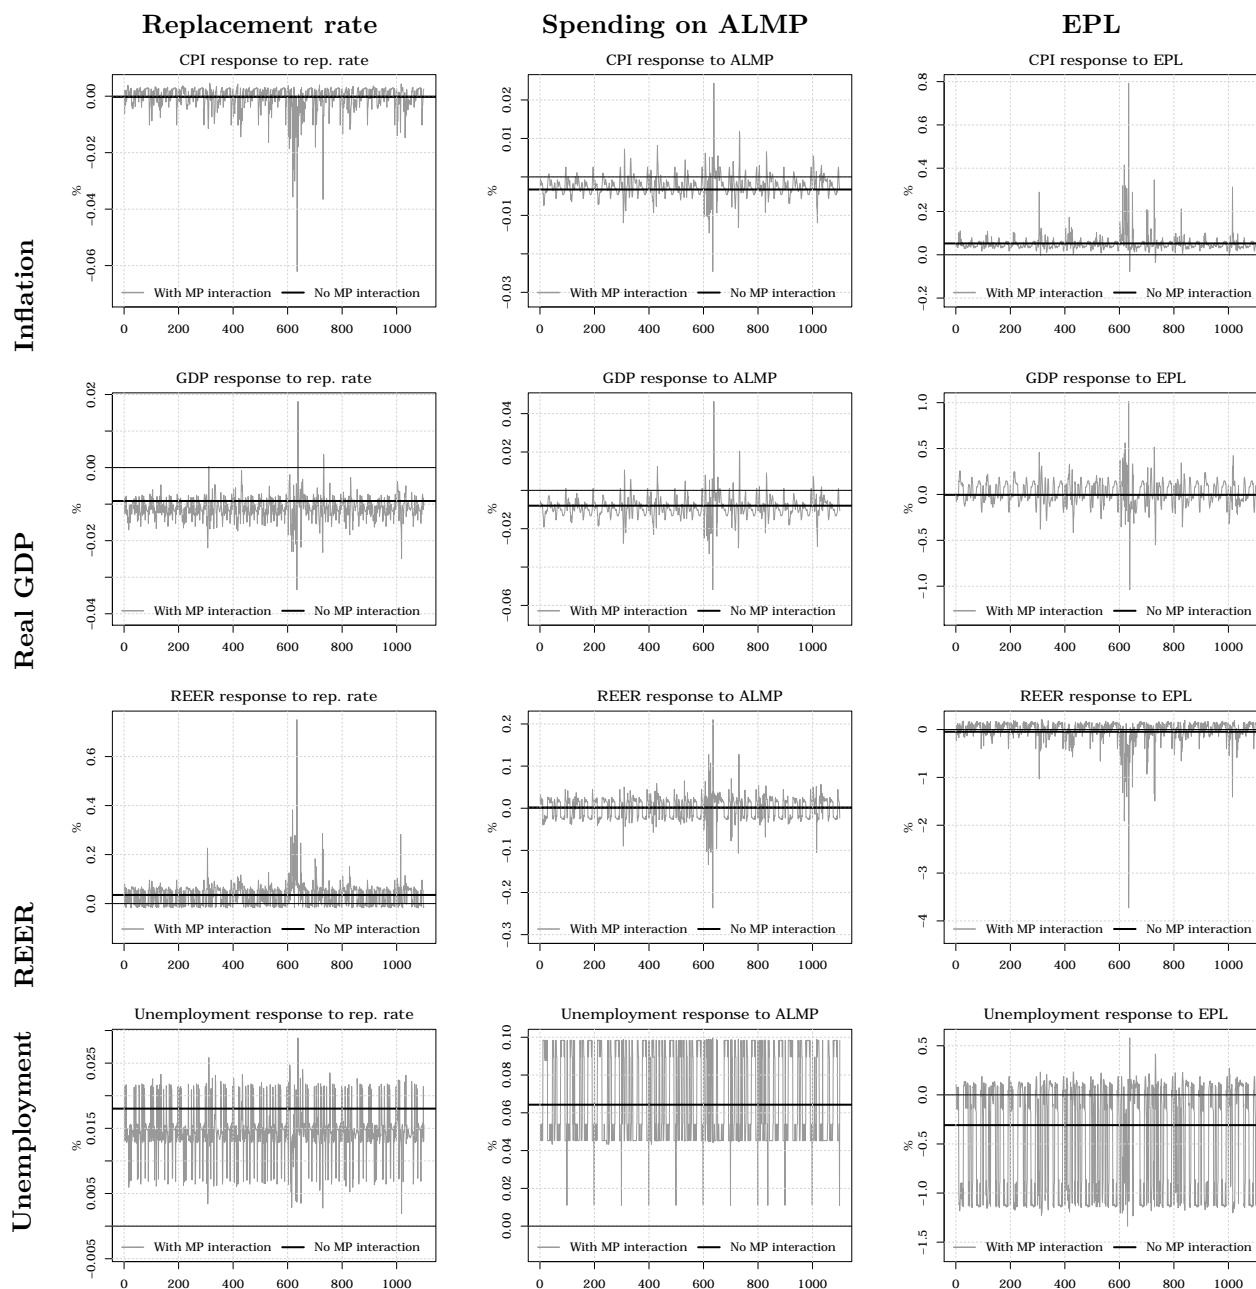 Replacement rate
Spending on ALMP
EPL
Inflation
CPI response to rep. rate
%
0.00
−0.02
−0.04
−0.06
With MP interaction
No MP interaction
0 200 400 600 800 1000
CPI response to ALMP
%
0.02
0.01
−0.01
−0.03
With MP interaction
No MP interaction
0 200 400 600 800 1000
CPI response to EPL
%
0.8
0.6
0.4
0.2
0.0
−0.2
With MP interaction
No MP interaction
0 200 400 600 800 1000
Real GDP
GDP response to rep. rate
%
0.02
0.00
−0.02
−0.04
With MP interaction
No MP interaction
0 200 400 600 800 1000
GDP response to ALMP
%
0.04
0.02
−0.02
−0.06
With MP interaction
No MP interaction
0 200 400 600 800 1000
GDP response to EPL
%
1.0
0.5
0.0
−0.5
−1.0
With MP interaction
No MP interaction
0 200 400 600 800 1000
REER
REER response to rep. rate
%
0.6
0.4
0.2
0.0
With MP interaction
No MP interaction
0 200 400 600 800 1000
REER response to ALMP
%
0.2
0.1
0.0
−0.1
−0.2
−0.3
With MP interaction
No MP interaction
0 200 400 600 800 1000
REER response to EPL
%
0
−1
−2
−3
−4
With MP interaction
No MP interaction
0 200 400 600 800 1000
Unemployment
Unemployment response to rep. rate
%
0.025
0.015
0.005
−0.005
With MP interaction
No MP interaction
0 200 400 600 800 1000
Unemployment response to ALMP
%
0.10
0.08
0.06
0.04
0.02
0.00
With MP interaction
No MP interaction
0 200 400 600 800 1000
Unemployment response to EPL
%
0.5
0.0
−0.5
−1.0
−1.5
With MP interaction
No MP interaction
0 200 400 600 800 1000